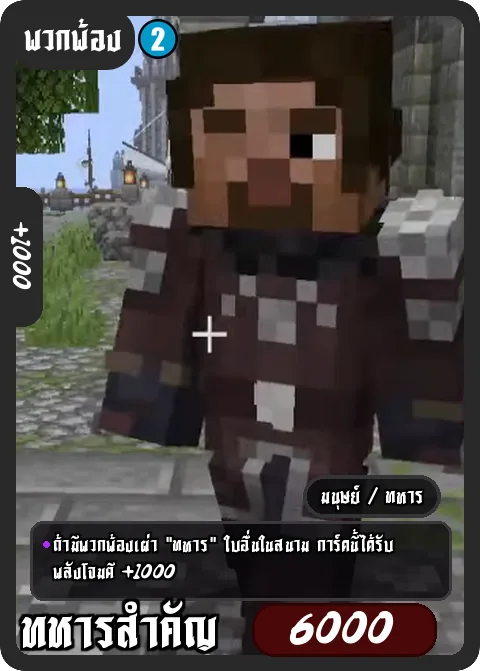 พวกพ้อง 2
+1000
มนุษย์ / ทหาร
•ถ้ามีพวกพ้องเผ่า "ทหาร" ใบอื่นในสนาม การ์ดนี้ได้รับ
พลังโจมตี +1000
ทหารสำคัญ 6000